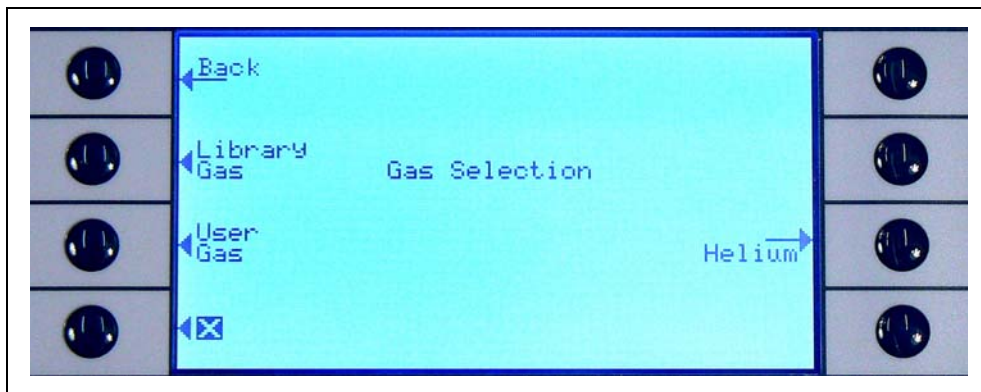 Back
Library
Gas
Gas Selection
User
Gas
Helium
X